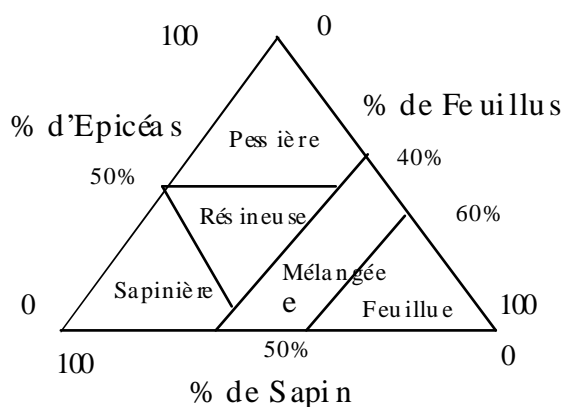 100
0
% d'Epicéas
% de Feuillus
Pessière
40%
50%
60%
Résineuse
Mélangée
Sapinière
e
0
Feuillue
100
100
50%
0
% de Sapin